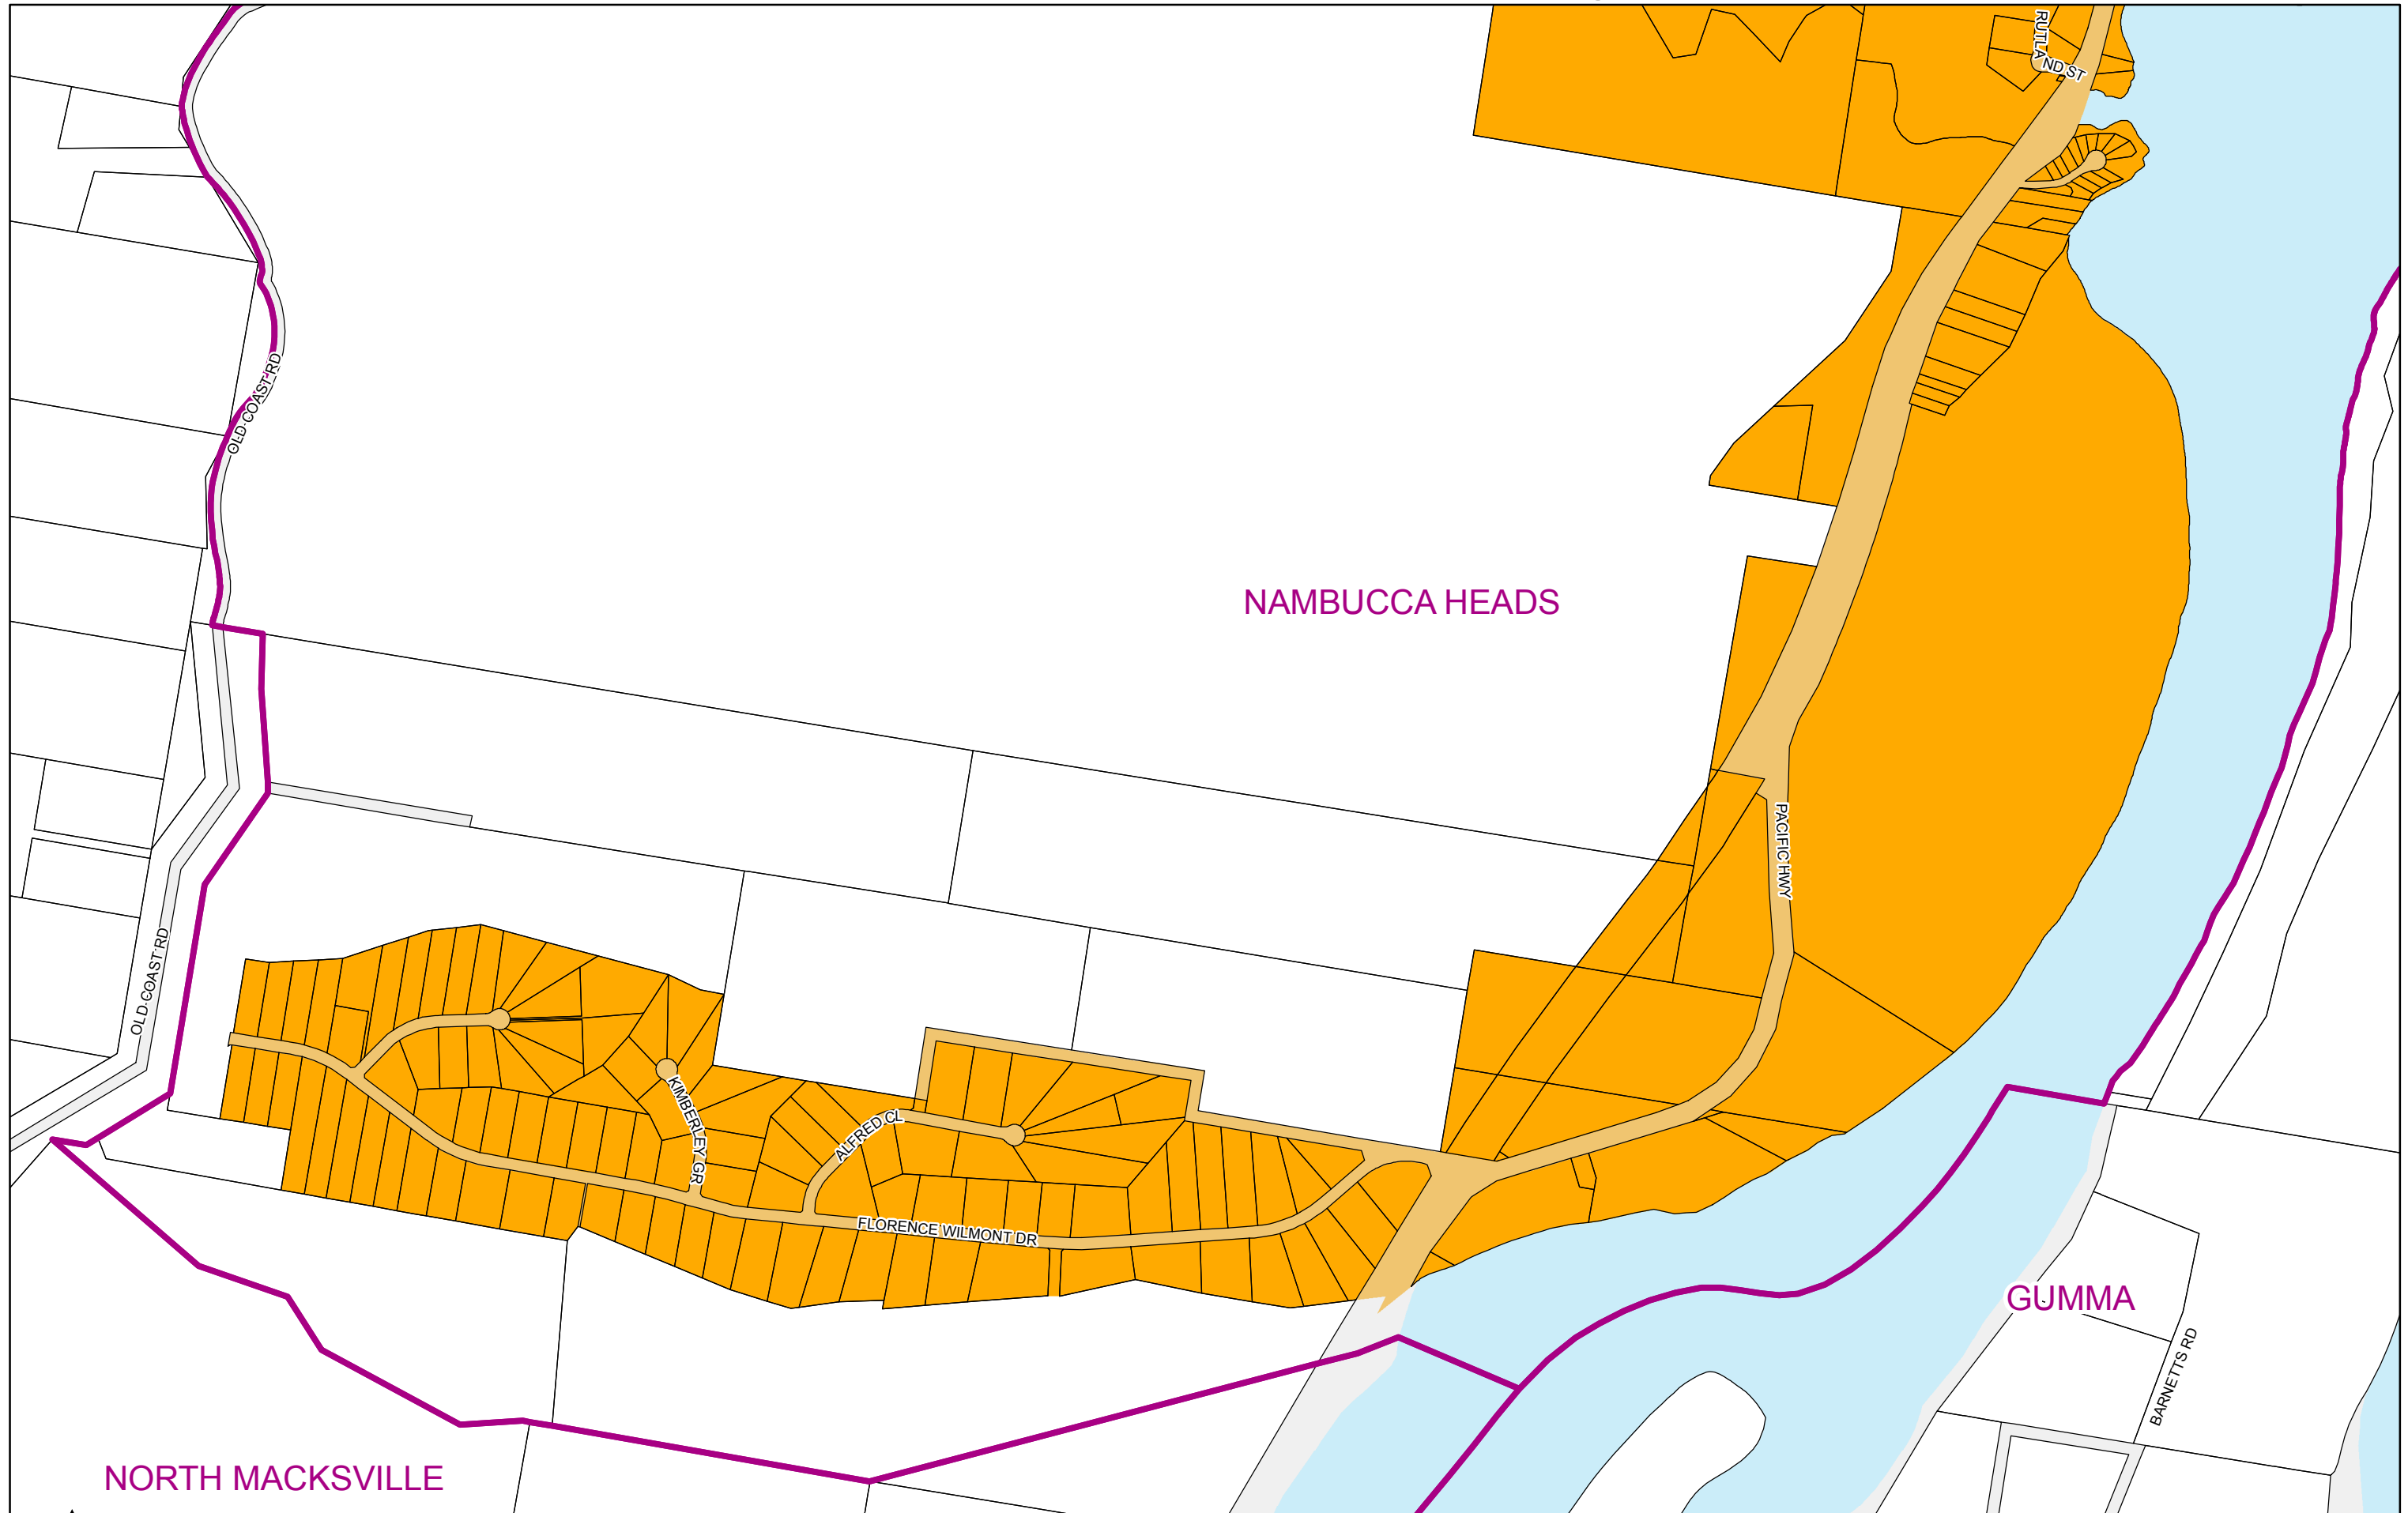 RUTLAND ST
OLD COAST RD
NAMBUCCA HEADS
PACIFIC HWY
OLD COAST RD
KIMBERLEY GR
ALFRED CL
FLORENCE WILMONT DR
GUMMA
BARNETTS RD
NORTH MACKSVILLE